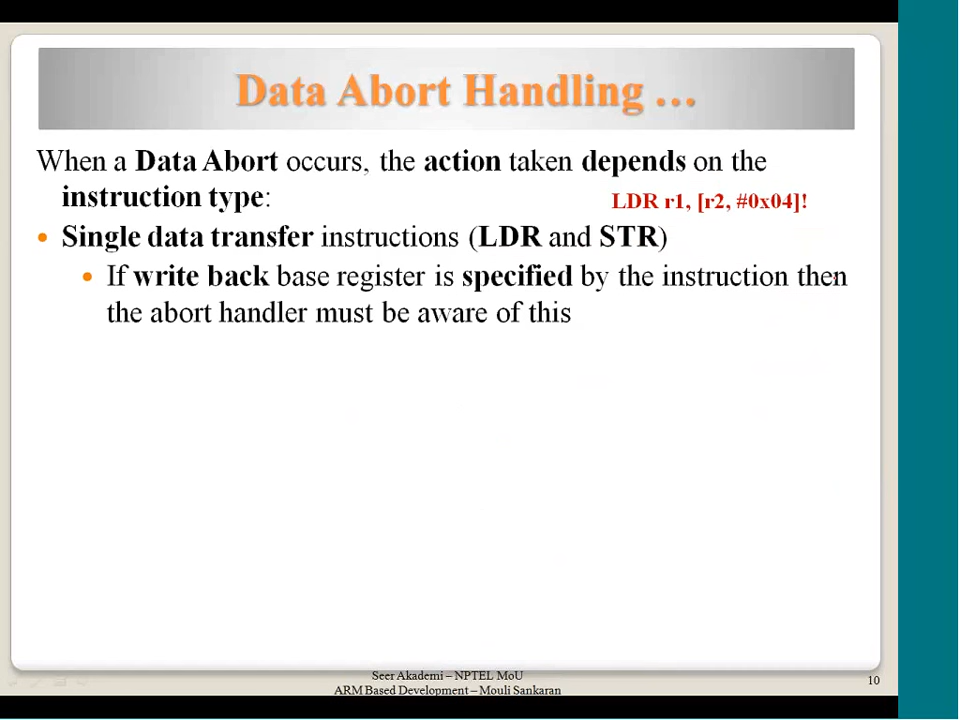 Data Abort Handling ...
When a Data Abort occurs, the action taken depends on the
instruction type:
LDR r1, [r2, #0x04]!
• Single data transfer instructions (LDR and STR)
• If write back base register is specified by the instruction then
the abort handler must be aware of this
Seer Akademi – NPTEL MoU
ARM Based Development – Mouli Sankaran
10